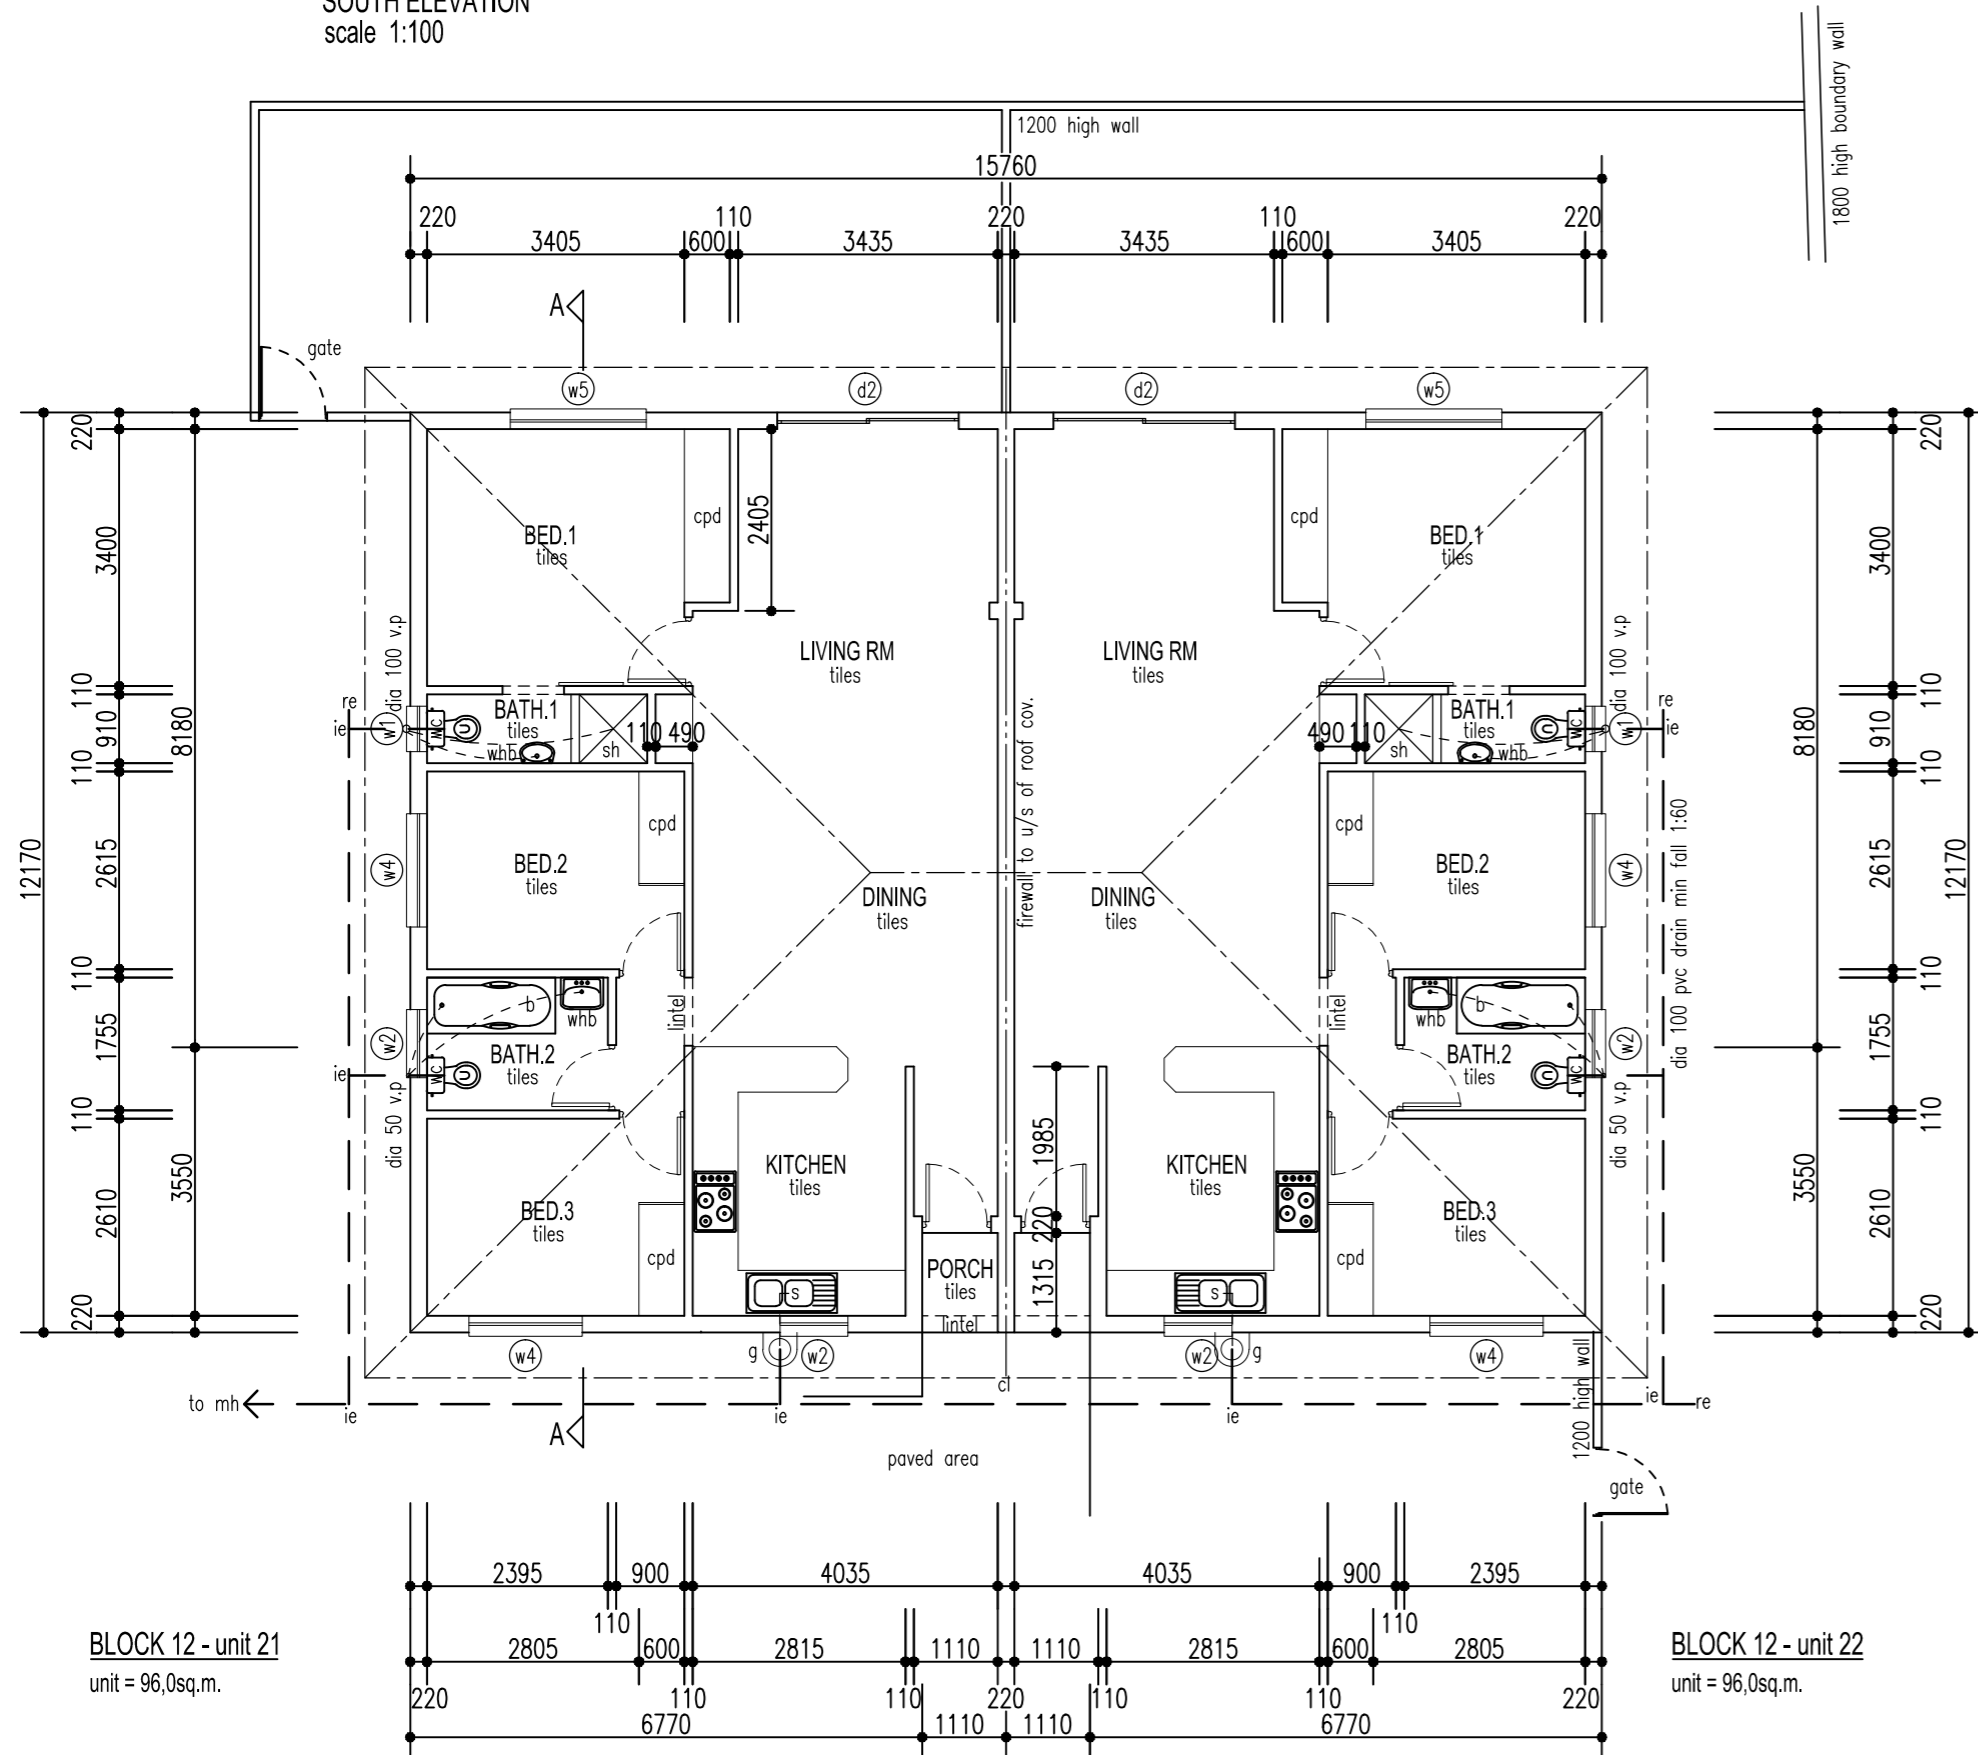 SOUTH ELEVATION
scale 1:100
1800 high boundary wall
1200 high wall
15760
220 110 220 110 220
3405 600 3435 3435 600 3405
A
gate
w5 d2 d2 w5
220 220
2405
cpd cpd
3400 3400
BED.1 BED.1
tiles tiles
LIVING RM LIVING RM
tiles tiles
dia 100 v.p dia 100 v.p
110 110
re re
ie w1 w1 ie
910 8180 8180 910
WC BATH.1 BATH.1 WC
tiles tiles
110 490 490 110
whb sh sh whb
110 110
firewall to u/s of roof cov.
dia 100 pvc drain min fall 1:60
cpd cpd
12170 2615 2615 12170
w4 BED.2 BED.2 w4
tiles tiles
DINING DINING
tiles tiles
110 110
lintel lintel
b b
whb whb
1755 w2 w2 1755
BATH.2 BATH.2
ie WC tiles tiles WC ie
110 110
dia 50 v.p dia 50 v.p
1985
3550 KITCHEN KITCHEN 3550
tiles tiles
2610 BED.3 BED.3 2610
tiles tiles
220
cpd cpd
PORCH
tiles
1315
s s
220 220
lintel
w4 g w2 w2 g w4
cl
to mh
ie ie ie ie re
1200 high wall
A
paved area
gate
2395 900 4035 4035 900 2395
110 110
2805 600 2815 1110 1110 2815 600 2805
220 110 110 220 110 110 220
6770 1110 1110 6770
BLOCK 12 - unit 21
unit = 96,0sq.m.
BLOCK 12 - unit 22
unit = 96,0sq.m.